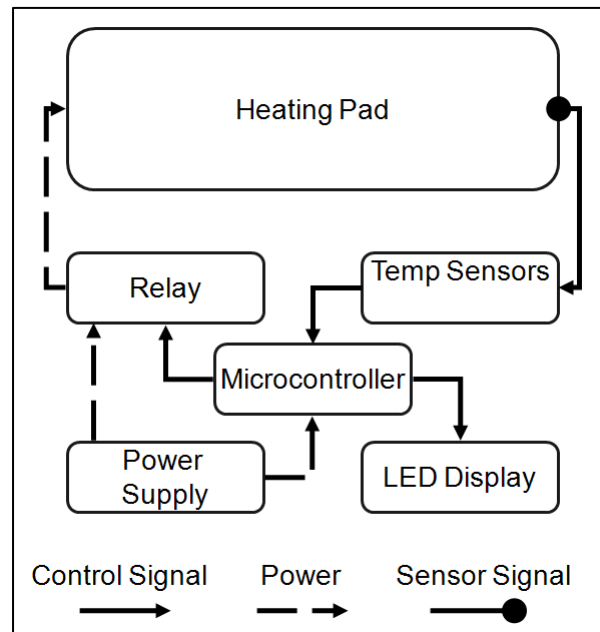 Heating Pad
Relay
Temp Sensors
Microcontroller
Power
Supply
LED Display
Control Signal
Power
Sensor Signal